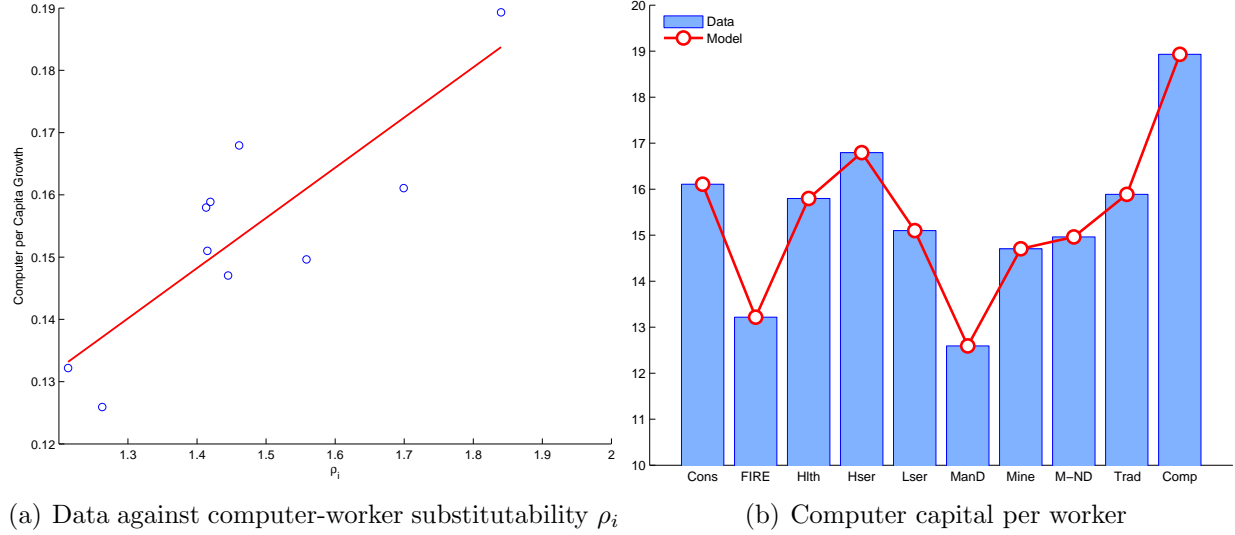 0.19
0.18
0.17
0.16
0.15
0.14
0.13
0.12
Computer per Capita Growth
1.3 1.4 1.5 1.6 1.7 1.8 1.9 2
ρi
(a) Data against computer-worker substitutability ρi
20
19
18
17
16
15
14
13
12
11
10
Data
Model
Cons FIRE Hlth Hser Lser ManD Mine M−ND Trad Comp
(b) Computer capital per worker